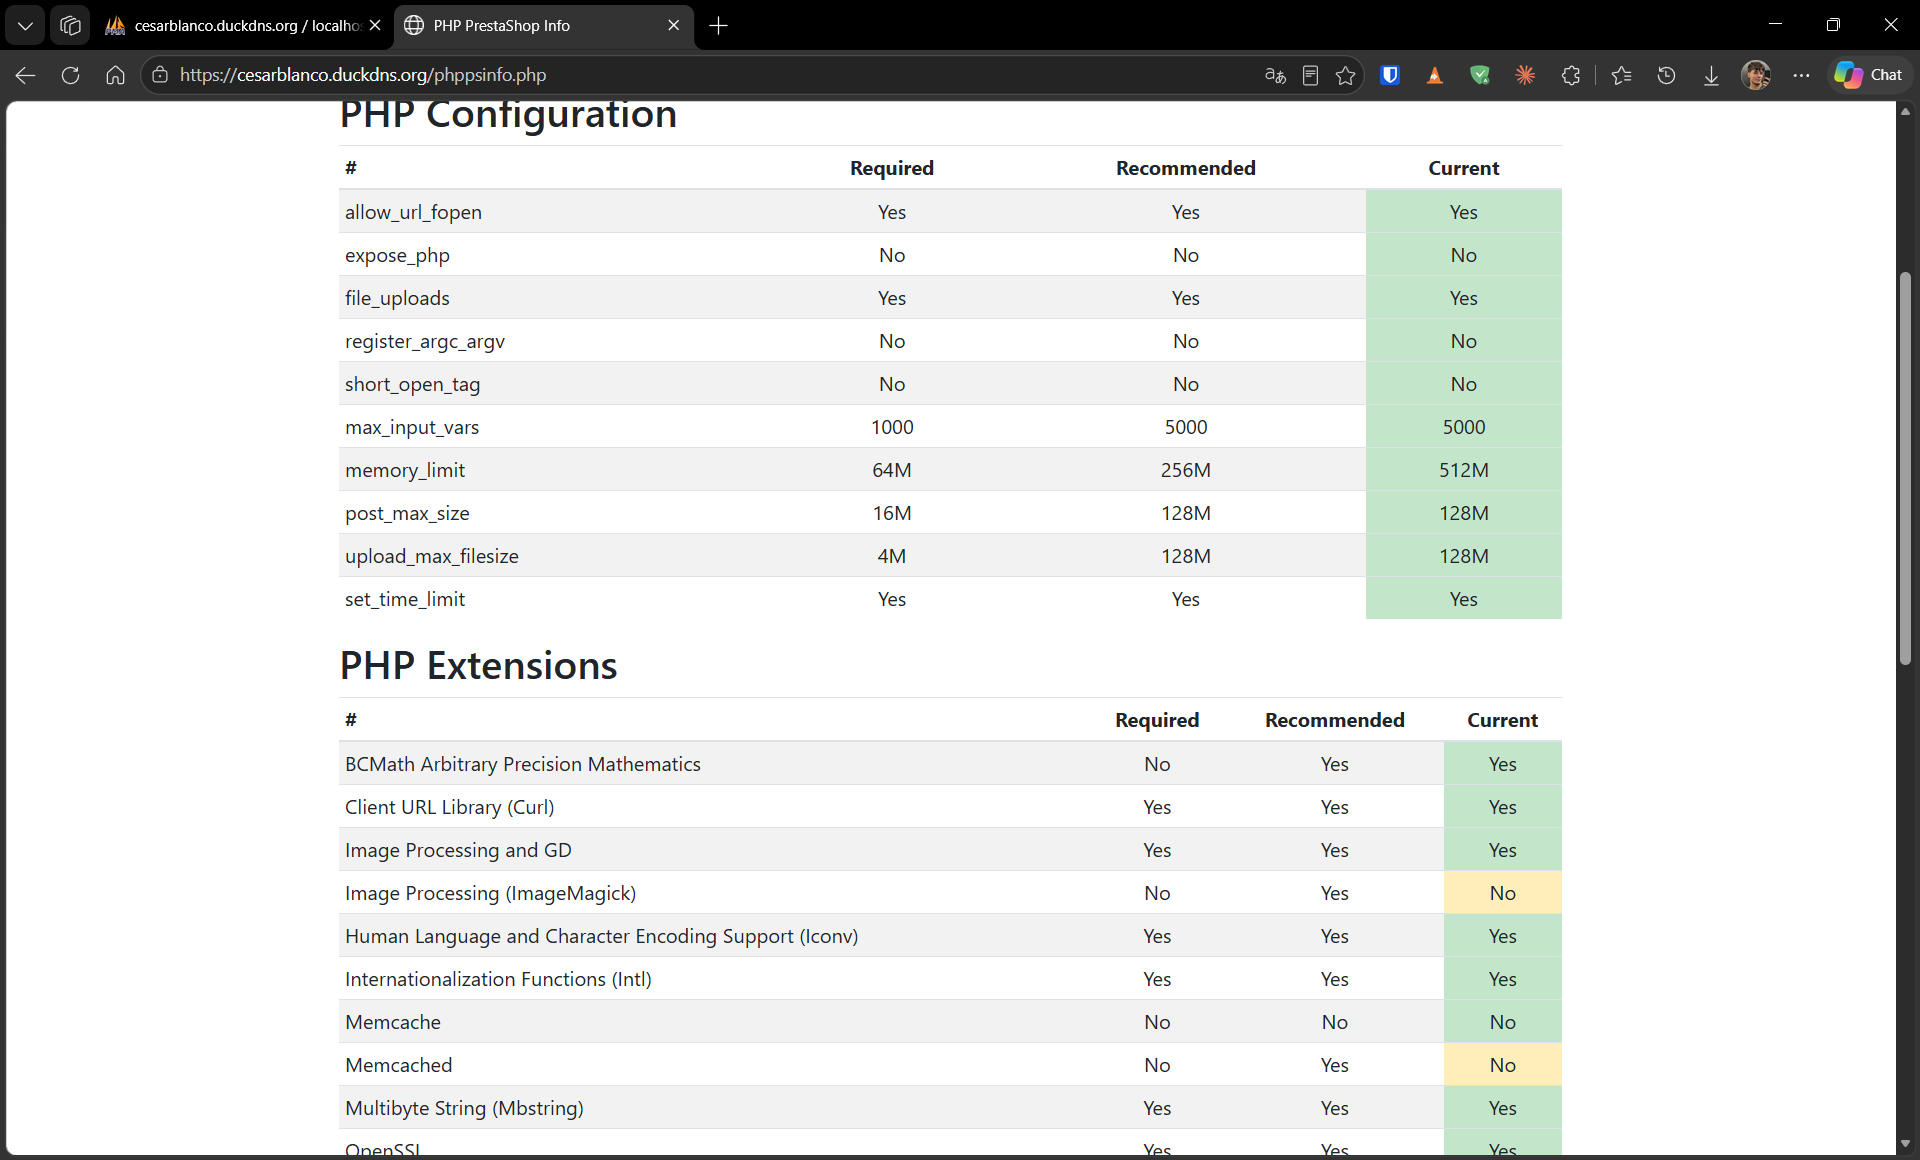 cesarblanco.duckdns.org / localho
PHP PrestaShop Info
https://cesarblanco.duckdns.org/phppsinfo.php
Chat
PHP Configuration
# Required Recommended Current
allow_url_fopen Yes Yes Yes
expose_php No No No
file_uploads Yes Yes Yes
register_argc_argv No No No
short_open_tag No No No
max_input_vars 1000 5000 5000
memory_limit 64M 256M 512M
post_max_size 16M 128M 128M
upload_max_filesize 4M 128M 128M
set_time_limit Yes Yes Yes
PHP Extensions
# Required Recommended Current
BCMath Arbitrary Precision Mathematics No Yes Yes
Client URL Library (Curl) Yes Yes Yes
Image Processing and GD Yes Yes Yes
Image Processing (ImageMagick) No Yes No
Human Language and Character Encoding Support (Iconv) Yes Yes Yes
Internationalization Functions (Intl) Yes Yes Yes
Memcache No No No
Memcached No Yes No
Multibyte String (Mbstring) Yes Yes Yes
OpenSSL Yes Yes Yes